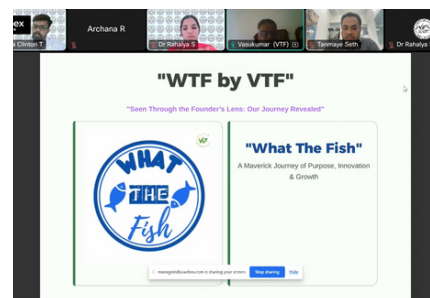 Clinton T
Archana R
Dr Rahalya S
Vasukumar (VTF)
Tanmaye Seth
Dr Rahalya
"WTF by VTF"
"Seen Through the Founder's Lens: Our Journey Revealed"
WHAT
THE
Fish
"What The Fish"
A Maverick Journey of Purpose, Innovation
& Growth
Stop sharing
Hide